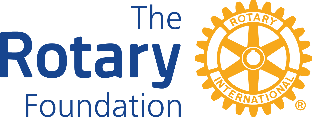 The
Rotary
Foundation
ROTARY
INTERNATIONAL
®